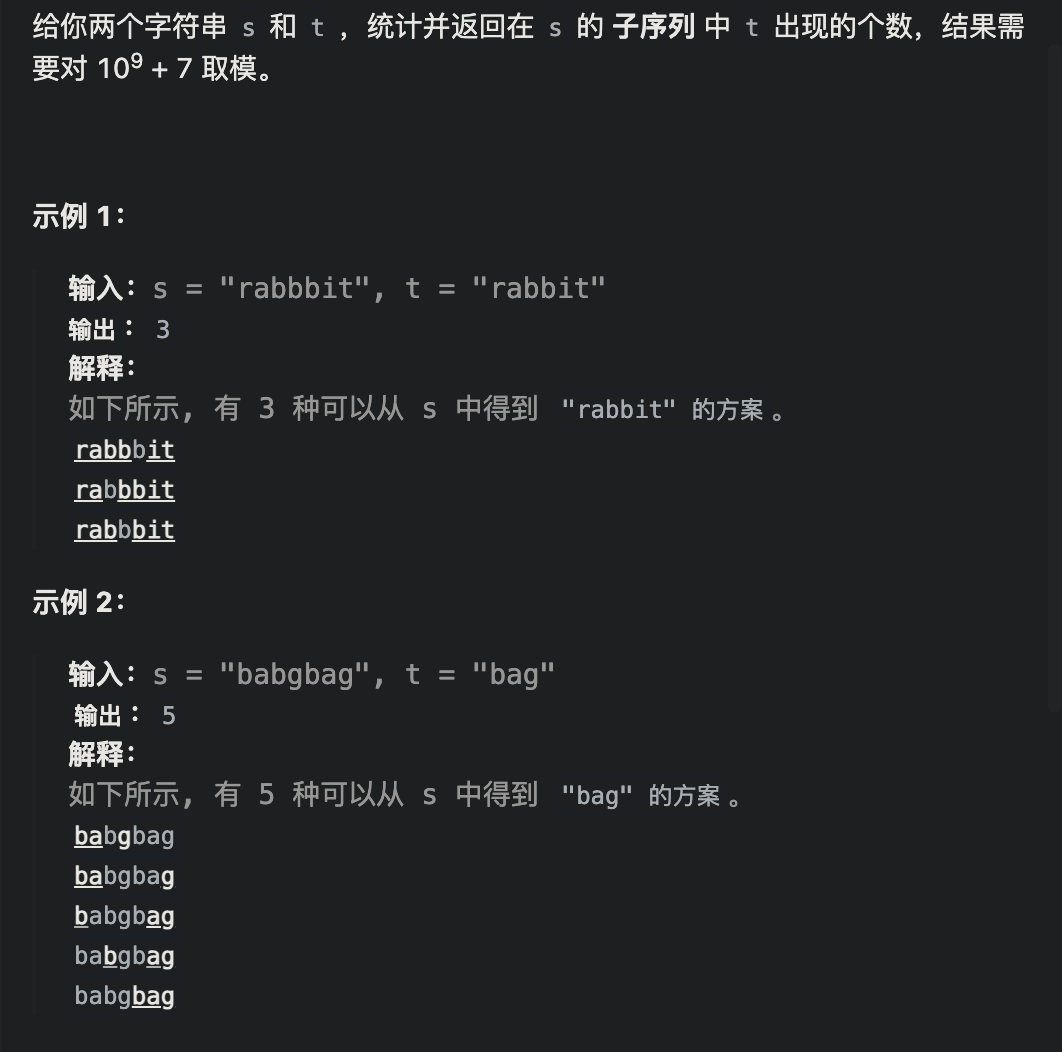 给你两个字符串 s 和 t ，统计并返回在 s 的 子序列 中 t 出现的个数，结果需
要对 10⁹ + 7 取模。
示例 1：
输入：s = "rabbbit", t = "rabbit"
输出： 3
解释：
如下所示, 有 3 种可以从 s 中得到 "rabbit" 的方案 。
rabbbit
rabbbit
rabbbit
示例 2：
输入：s = "babgbag", t = "bag"
输出： 5
解释：
如下所示, 有 5 种可以从 s 中得到 "bag" 的方案 。
babgbag
babgbag
babgbag
babgbag
babgbag